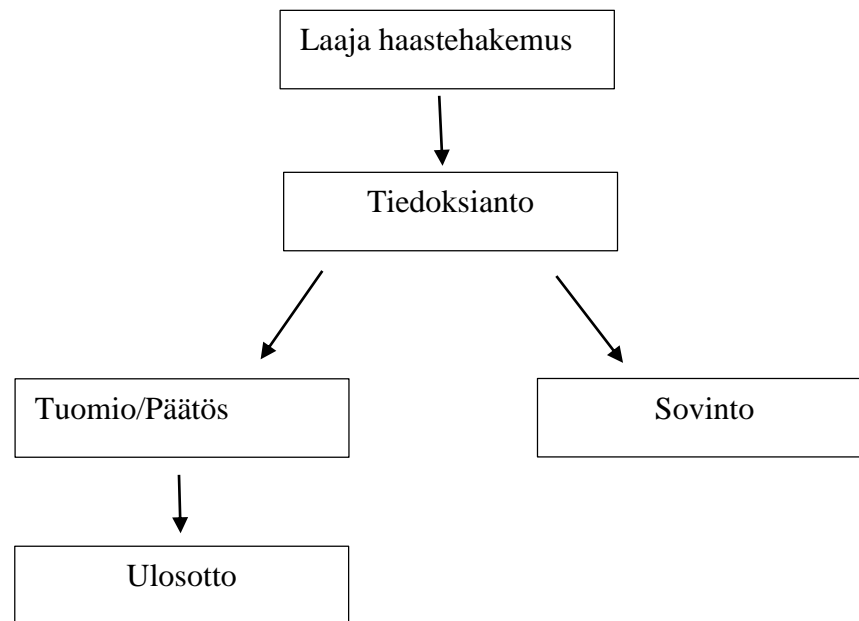 Laaja haastehakemus
Tiedoksianto
Tuomio/Päätös
Sovinto
Ulosotto